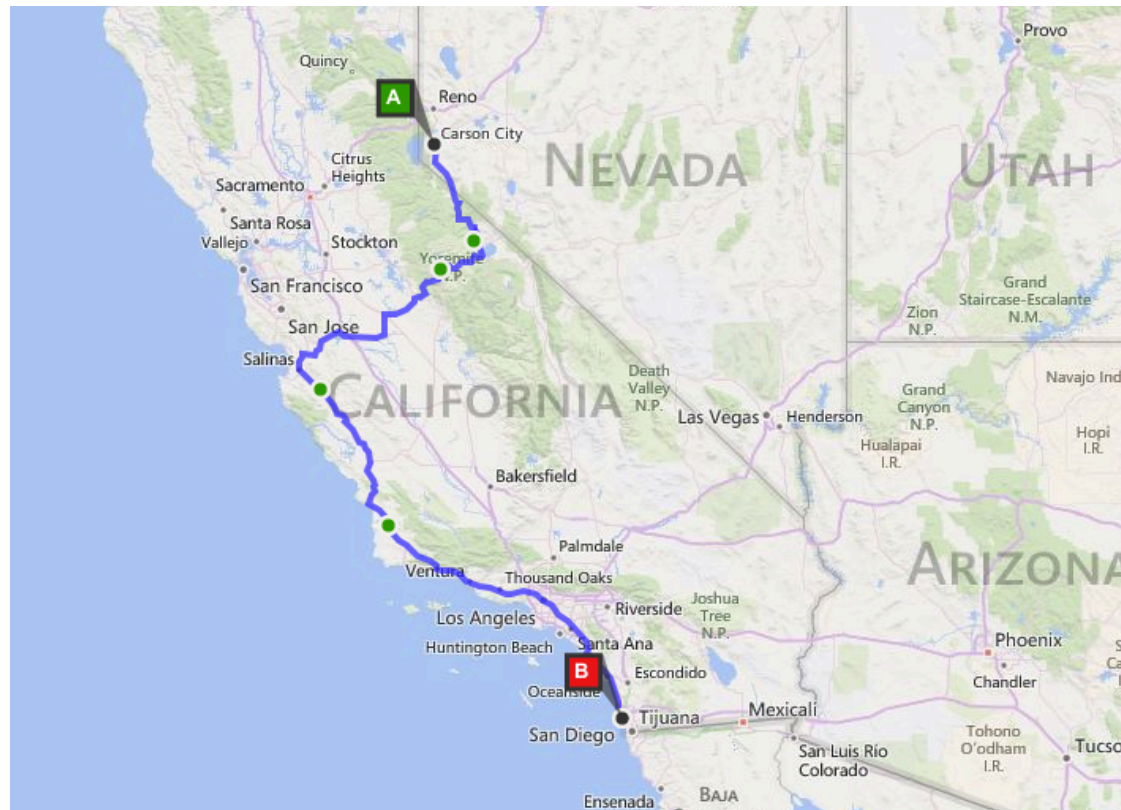 Provo
Quincy
A
Reno
Carson City
NEVADA
UTAH
Citrus
Heights
Sacramento
Santa Rosa
Vallejo
Stockton
Yosemite
N.P.
San Francisco
San Jose
Grand
Staircase-Escalante
N.M.
Zion
N.P.
Salinas
CALIFORNIA
Death
Valley
N.P.
Las Vegas
Henderson
Grand
Canyon
N.P.
Navajo Ind
Hualapai
I.R.
Hopi
I.R.
Bakersfield
Palmdale
ARIZONA
Ventura
Thousand Oaks
Riverside
Joshua
Tree
N.P.
Los Angeles
Huntington Beach
Santa Ana
Phoenix
Chandler
B
Escondido
Oceanside
Tijuana
San Diego
Mexicali
San Luis Río
Colorado
Tohono
O'odham
I.R.
Tucso
BAJA
Ensenada